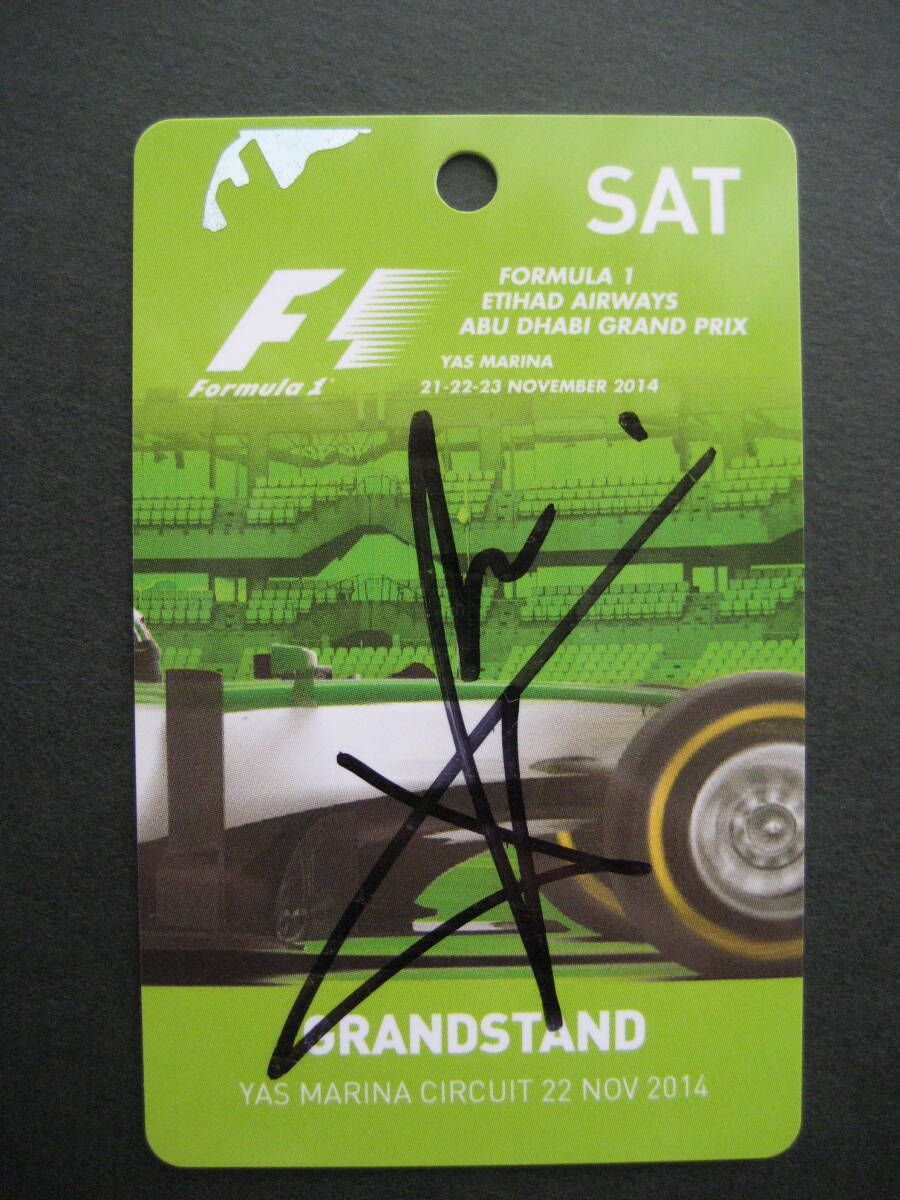 SAT
F1
Formula 1
FORMULA 1
ETIHAD AIRWAYS
ABU DHABI GRAND PRIX
YAS MARINA
21-22-23 NOVEMBER 2014
GRANDSTAND
YAS MARINA CIRCUIT 22 NOV 2014